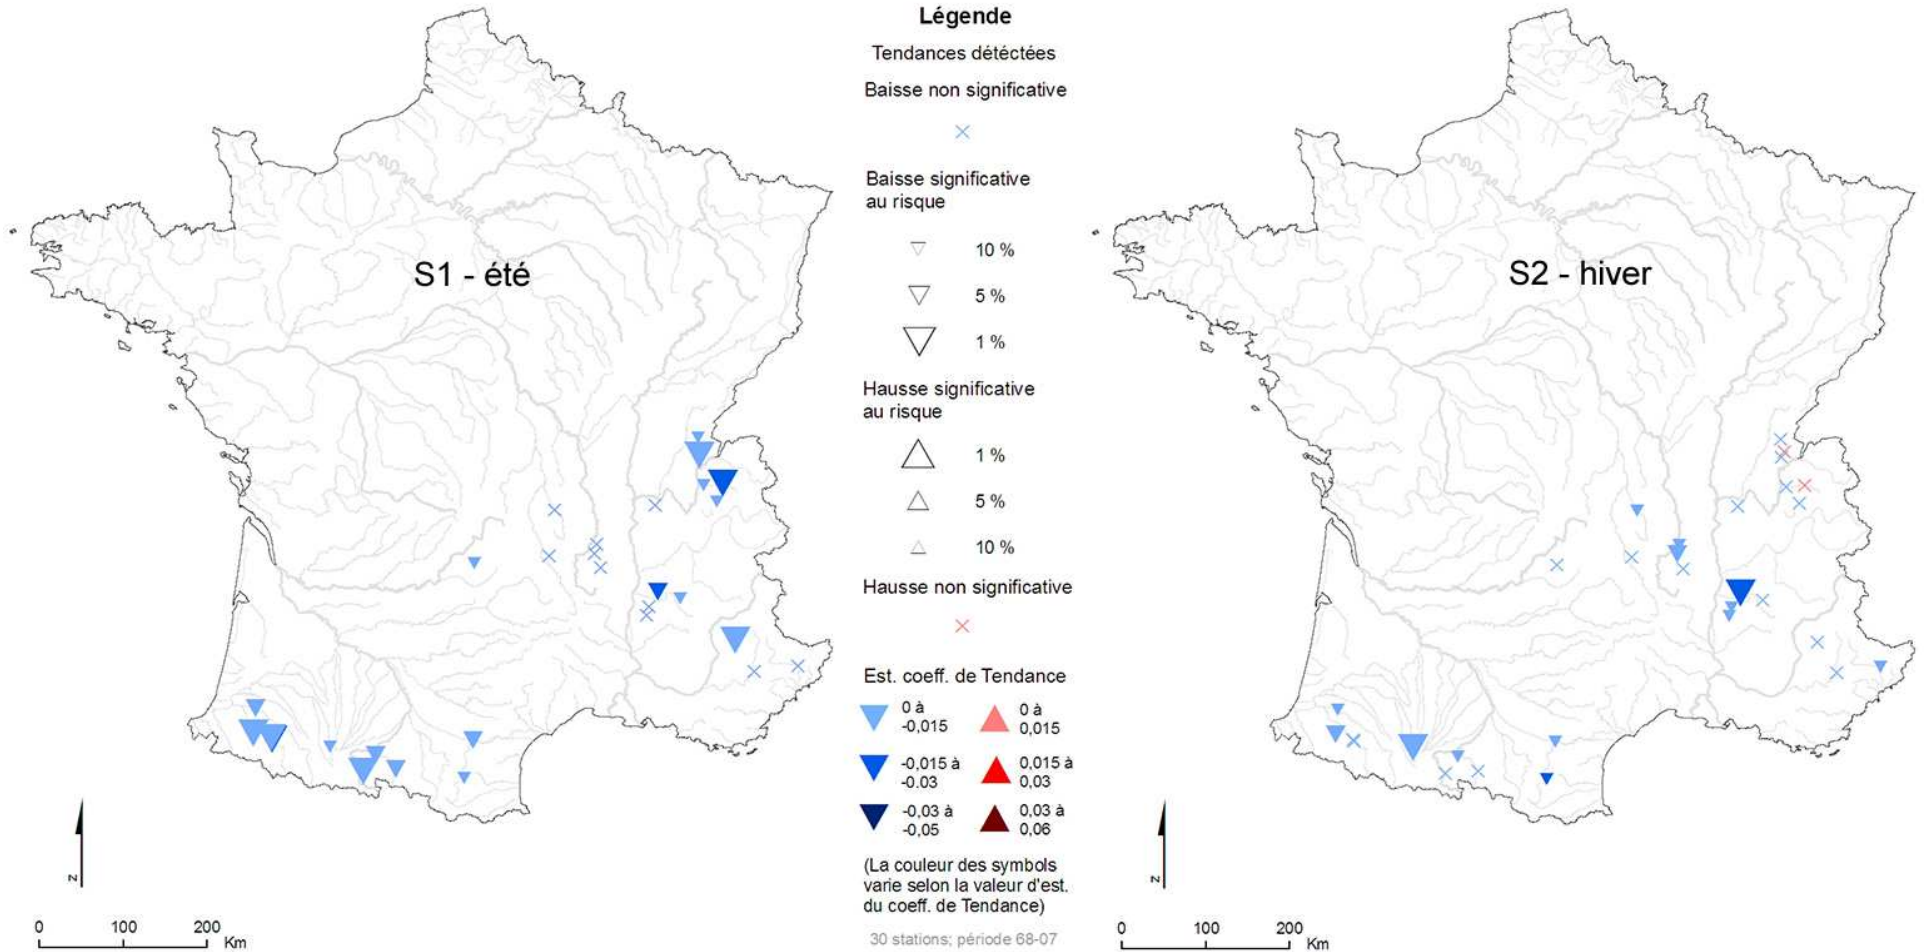 S1 - été
N
0 100 200
Km
Légende
Tendances détéctées
Baisse non significative
Baisse significative
au risque
10 %
5 %
1 %
Hausse significative
au risque
1 %
5 %
10 %
Hausse non significative
Est. coeff. de Tendance
0 à
-0,015
0 à
0,015
-0,015 à
-0.03
0,015 à
0,03
-0,03 à
-0,05
0,03 à
0,06
(La couleur des symbols
varie selon la valeur d'est.
du coeff. de Tendance)
30 stations; période 68-07
S2 - hiver
N
0 100 200
Km